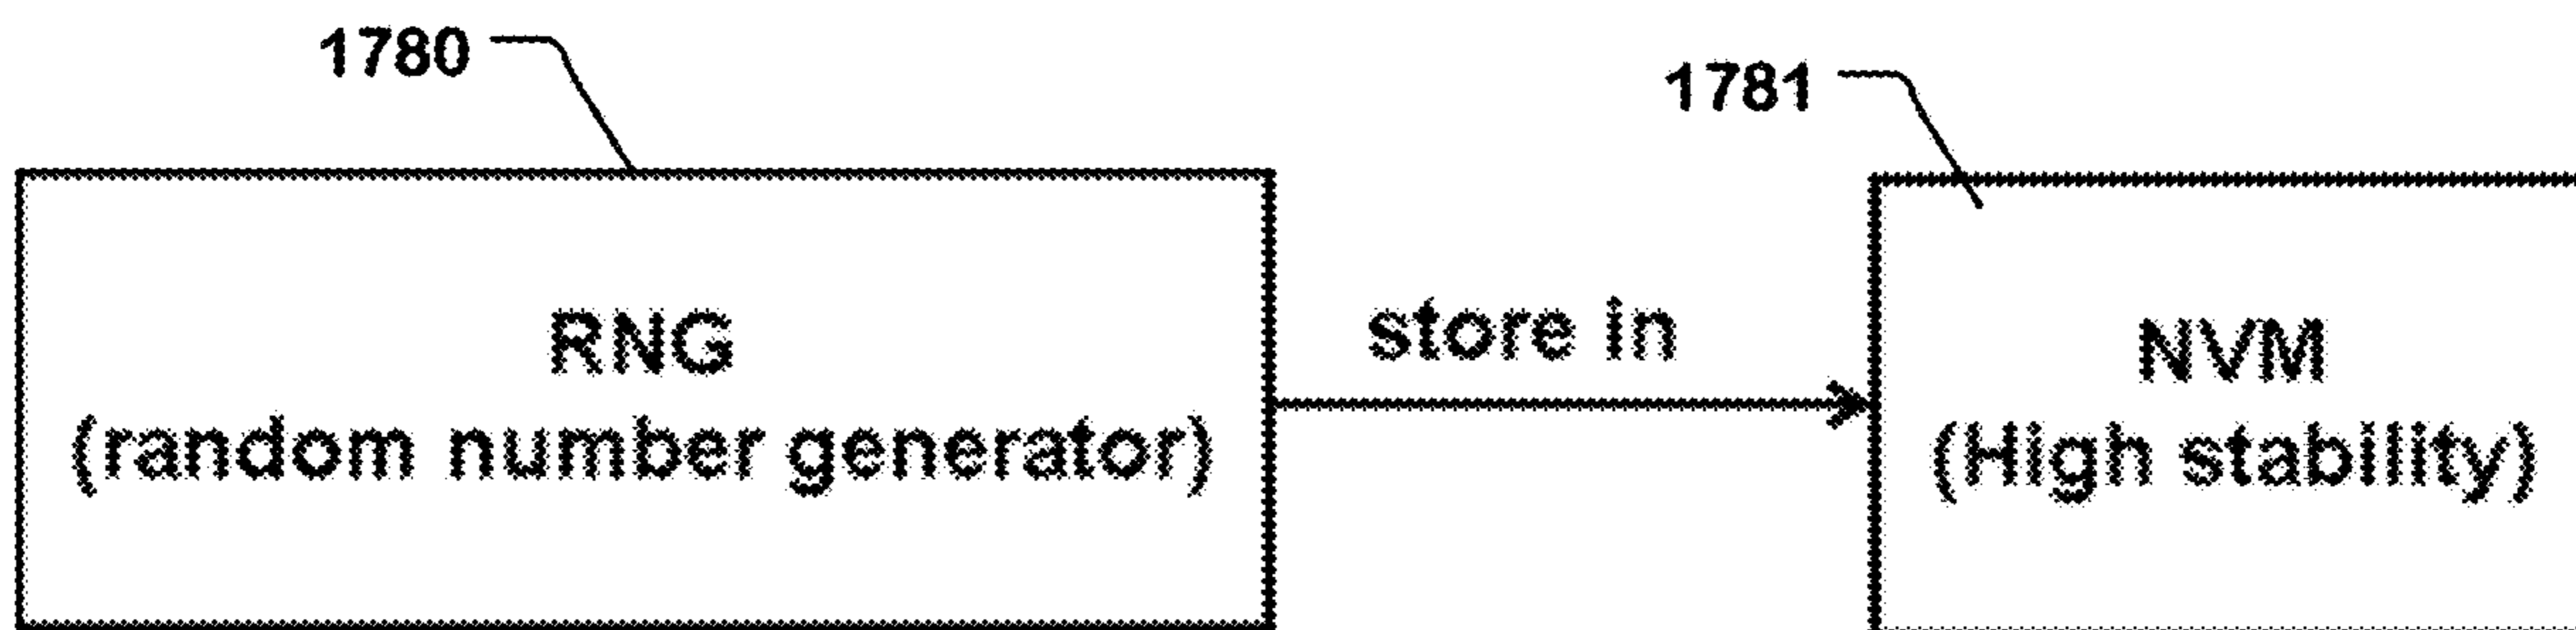 1780
1781
RNG
(random number generator)
store in
NVM
(High stability)